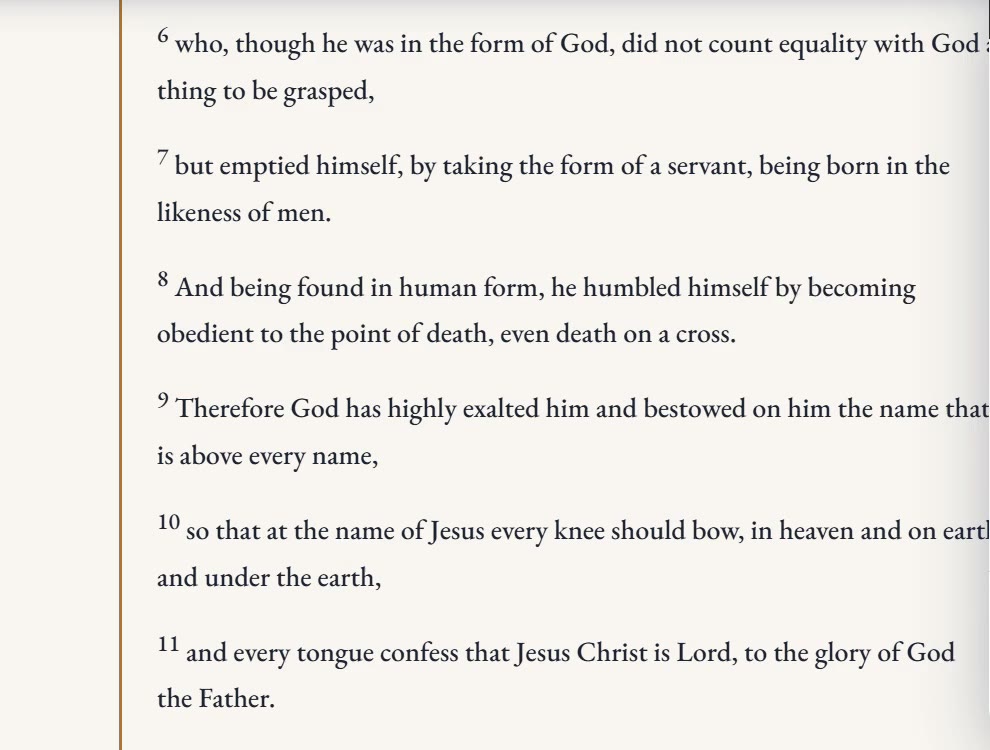 6 who, though he was in the form of God, did not count equality with God
thing to be grasped,
7 but emptied himself, by taking the form of a servant, being born in the
likeness of men.
8 And being found in human form, he humbled himself by becoming
obedient to the point of death, even death on a cross.
9 Therefore God has highly exalted him and bestowed on him the name that
is above every name,
10 so that at the name of Jesus every knee should bow, in heaven and on earth
and under the earth,
11 and every tongue confess that Jesus Christ is Lord, to the glory of God
the Father.